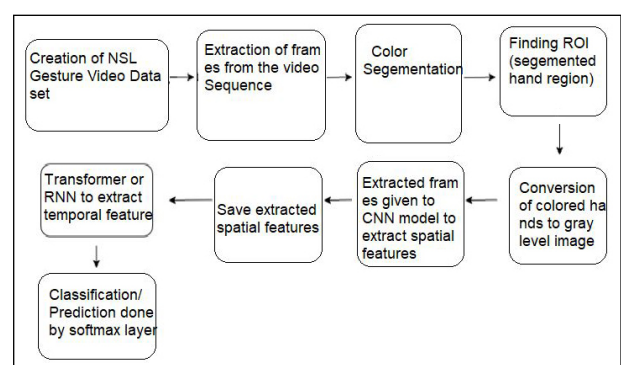 Creation of NSL
Gesture Video Data
set
Extraction of fram
es from the video
Sequence
Color
Segementation
Finding ROI
(segemented
hand region)
Conversion
of colored ha
nds to gray
level image
Extracted fram
es given to
CNN model to
extract spatial
features
Save extracted
spatial features
Transformer or
RNN to extract
temporal feature
Classification/
Prediction done
by softmax layer